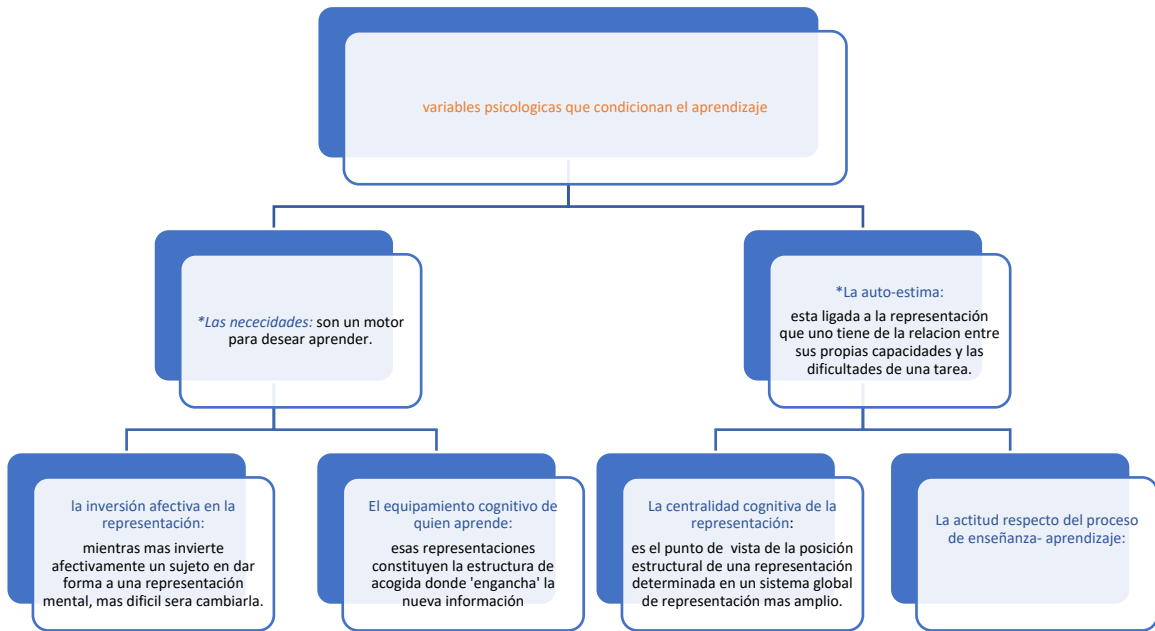 variables psicologicas que condicionan el aprendizaje
*Las nececidades: son un motor
para desear aprender.
*La auto-estima:
esta ligada a la representación
que uno tiene de la relacion entre
sus propias capacidades y las
dificultades de una tarea.
la inversión afectiva en la
representación:
mientras mas invierte
afectivamente un sujeto en dar
forma a una representación
mental, mas dificil sera cambiarla.
El equipamiento cognitivo de
quien aprende:
esas representaciones
constituyen la estructura de
acogida donde 'engancha' la
nueva información
La centralidad cognitiva de la
representación:
es el punto de vista de la posición
estructural de una representación
determinada en un sistema global
de representación mas amplio.
La actitud respecto del proceso
de enseñanza- aprendizaje: